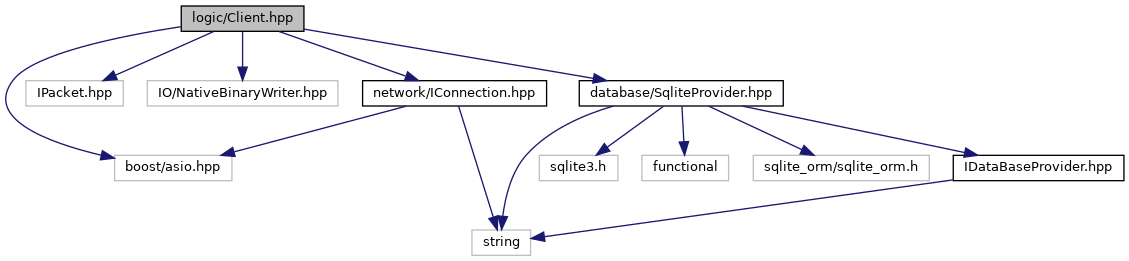 logic/Client.hpp
IPacket.hpp
IO/NativeBinaryWriter.hpp
network/IConnection.hpp
database/SqliteProvider.hpp
boost/asio.hpp
sqlite3.h
functional
sqlite_orm/sqlite_orm.h
IDataBaseProvider.hpp
string